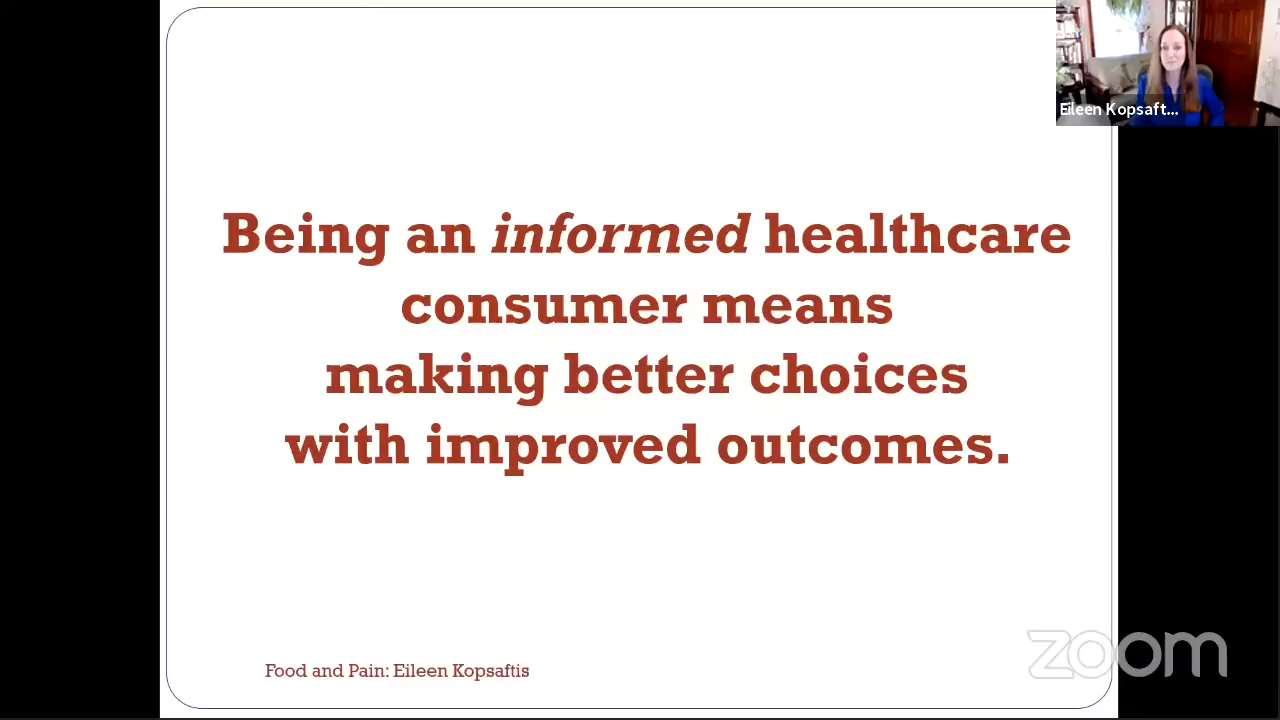 Eileen Kopsaft...
Being an informed healthcare
consumer means
making better choices
with improved outcomes.
Food and Pain: Eileen Kopsaftis
zoom